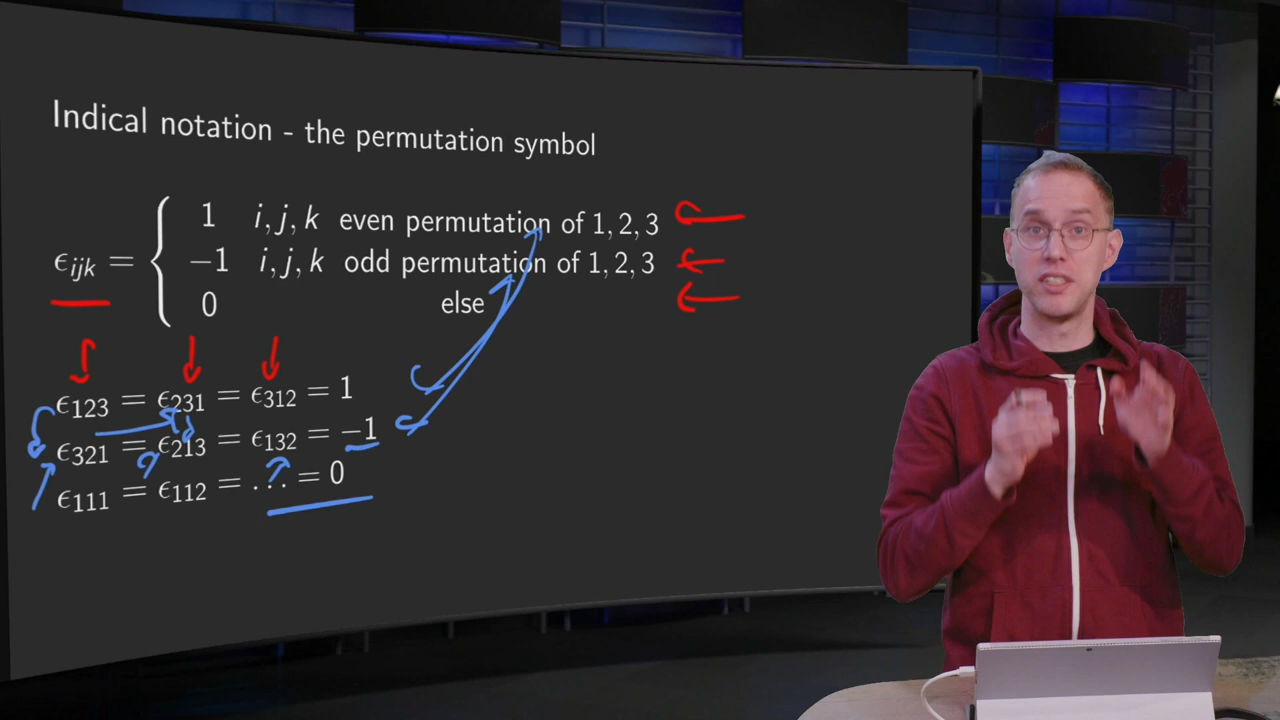 Indical notation - the permutation symbol
ϵijk = { 1 i, j, k even permutation of 1, 2, 3
−1 i, j, k odd permutation of 1, 2, 3
0 else
ϵ123 = ϵ231 = ϵ312 = 1
ϵ321 = ϵ213 = ϵ132 = −1
ϵ111 = ϵ112 = ... = 0